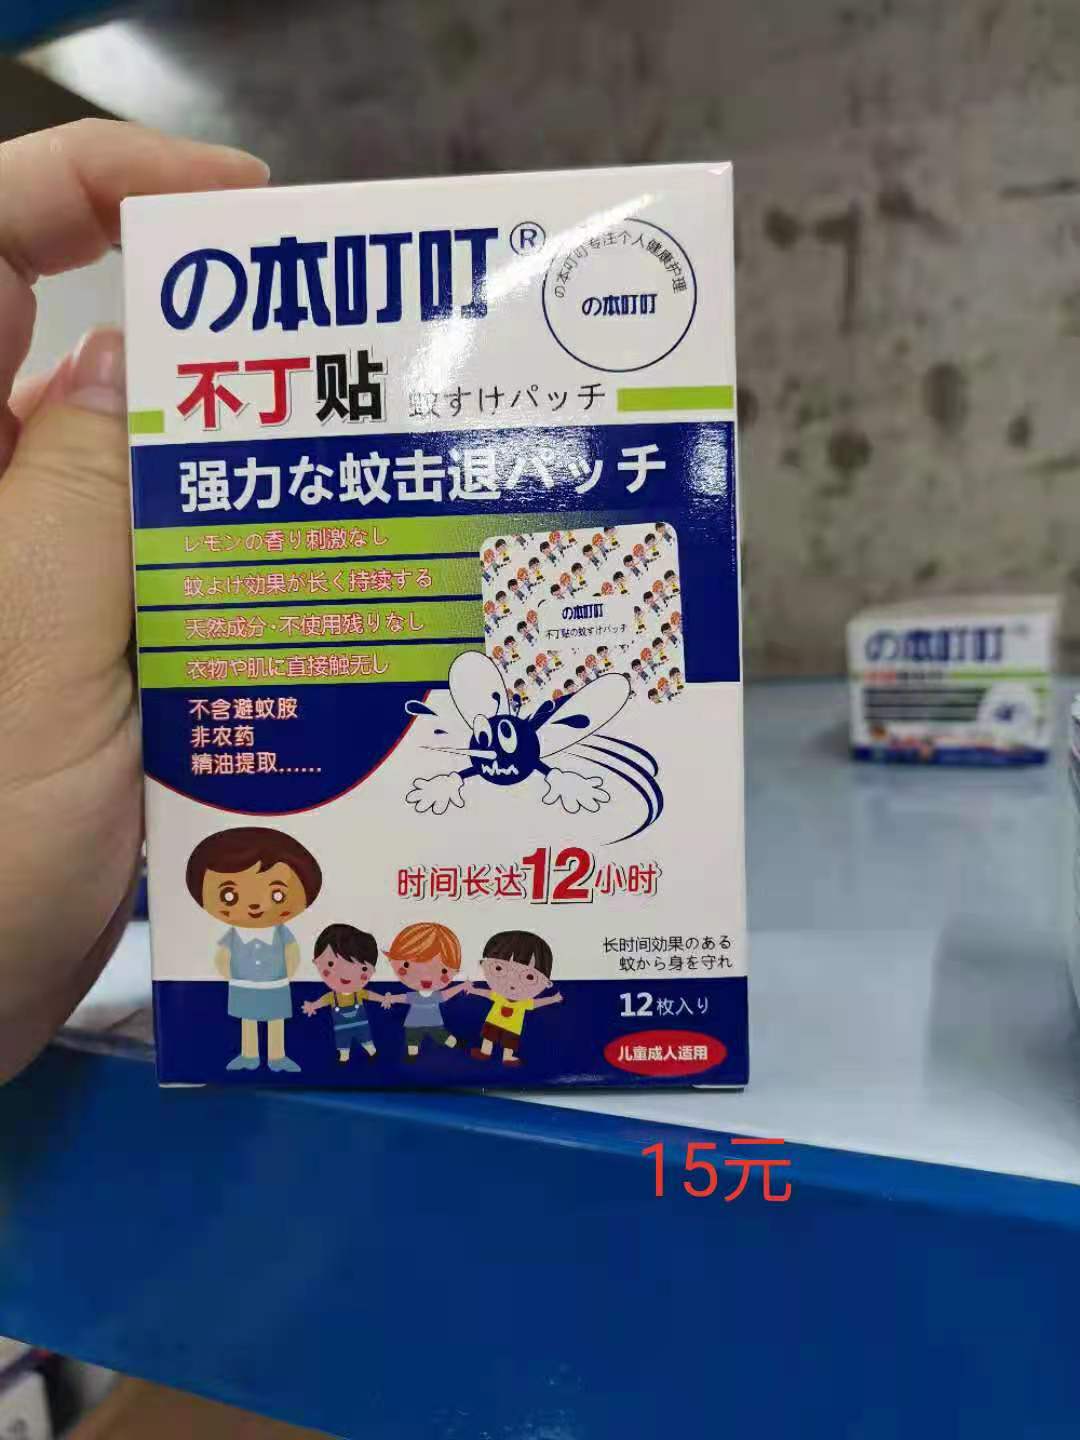 の本叮叮®
の本叮叮专注个人健康护理
の本叮叮
不丁贴 蚊すけパッチ
强力な蚊击退パッチ
レモンの香り刺激なし
蚊よけ効果が长く持续する
天然成分·不使用残りなし
衣物や肌に直接触无し
の本叮叮
不丁贴の蚊すけパッチ
不含避蚊胺
非农药
精油提取......
时间长达12小时
长时间効果のある
蚊から身を守れ
12枚入り
儿童成人适用
の本叮叮
15元